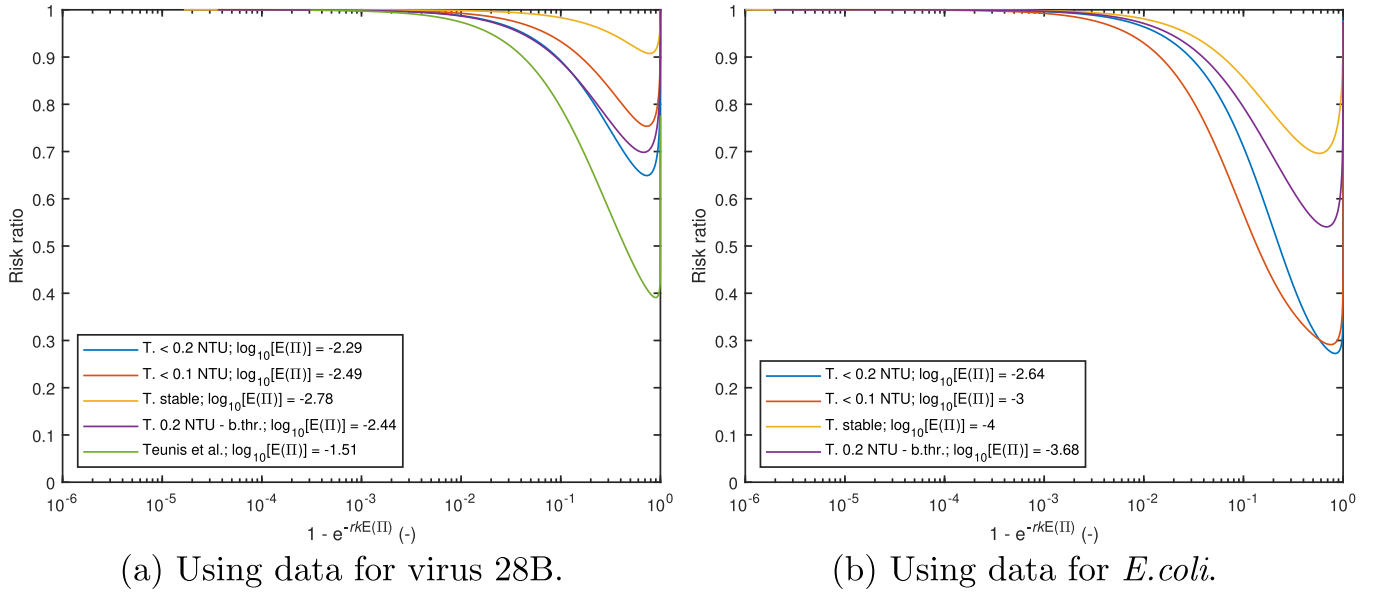 Risk ratio
1
0.9
0.8
0.7
0.6
0.5
0.4
0.3
0.2
0.1
0
T. < 0.2 NTU; log10[E(Π)] = -2.29
T. < 0.1 NTU; log10[E(Π)] = -2.49
T. stable; log10[E(Π)] = -2.78
T. 0.2 NTU - b.thr.; log10[E(Π)] = -2.44
Teunis et al.; log10[E(Π)] = -1.51
10-6 10-5 10-4 10-3 10-2 10-1 100
1 - e-rkE(Π) (-)
(a) Using data for virus 28B.
Risk ratio
1
0.9
0.8
0.7
0.6
0.5
0.4
0.3
0.2
0.1
0
T. < 0.2 NTU; log10[E(Π)] = -2.64
T. < 0.1 NTU; log10[E(Π)] = -3
T. stable; log10[E(Π)] = -4
T. 0.2 NTU - b.thr.; log10[E(Π)] = -3.68
10-6 10-5 10-4 10-3 10-2 10-1 100
1 - e-rkE(Π) (-)
(b) Using data for E.coli.